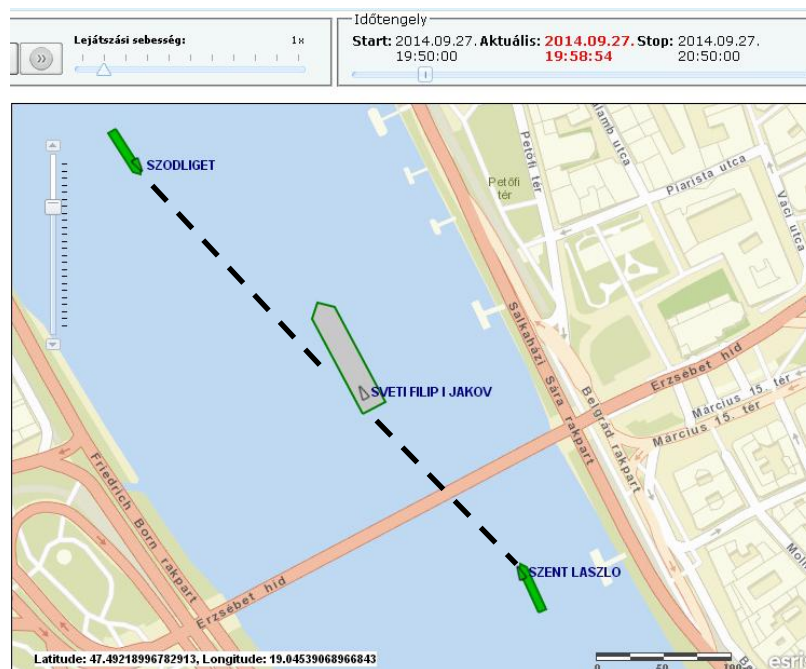 Időtengely
Lejátszási sebesség: 1x
Start: 2014.09.27. Aktuális: 2014.09.27. Stop: 2014.09.27.
19:50:00 19:58:54 20:50:00
SZODLIGET
Petőfi
tér
Piarista utca
Váci utca
SVETI FILIP I JAKOV
Salkaházi Sára rakpart
Belgrád rakpart
Erzsébet híd
Március 15. tér
Március 15. tér
Friedrich Born rakpart
SZENT LASZLO
Erzsébet híd
Latitude: 47.49218996782913, Longitude: 19.04539068966843
0 50 100
esri